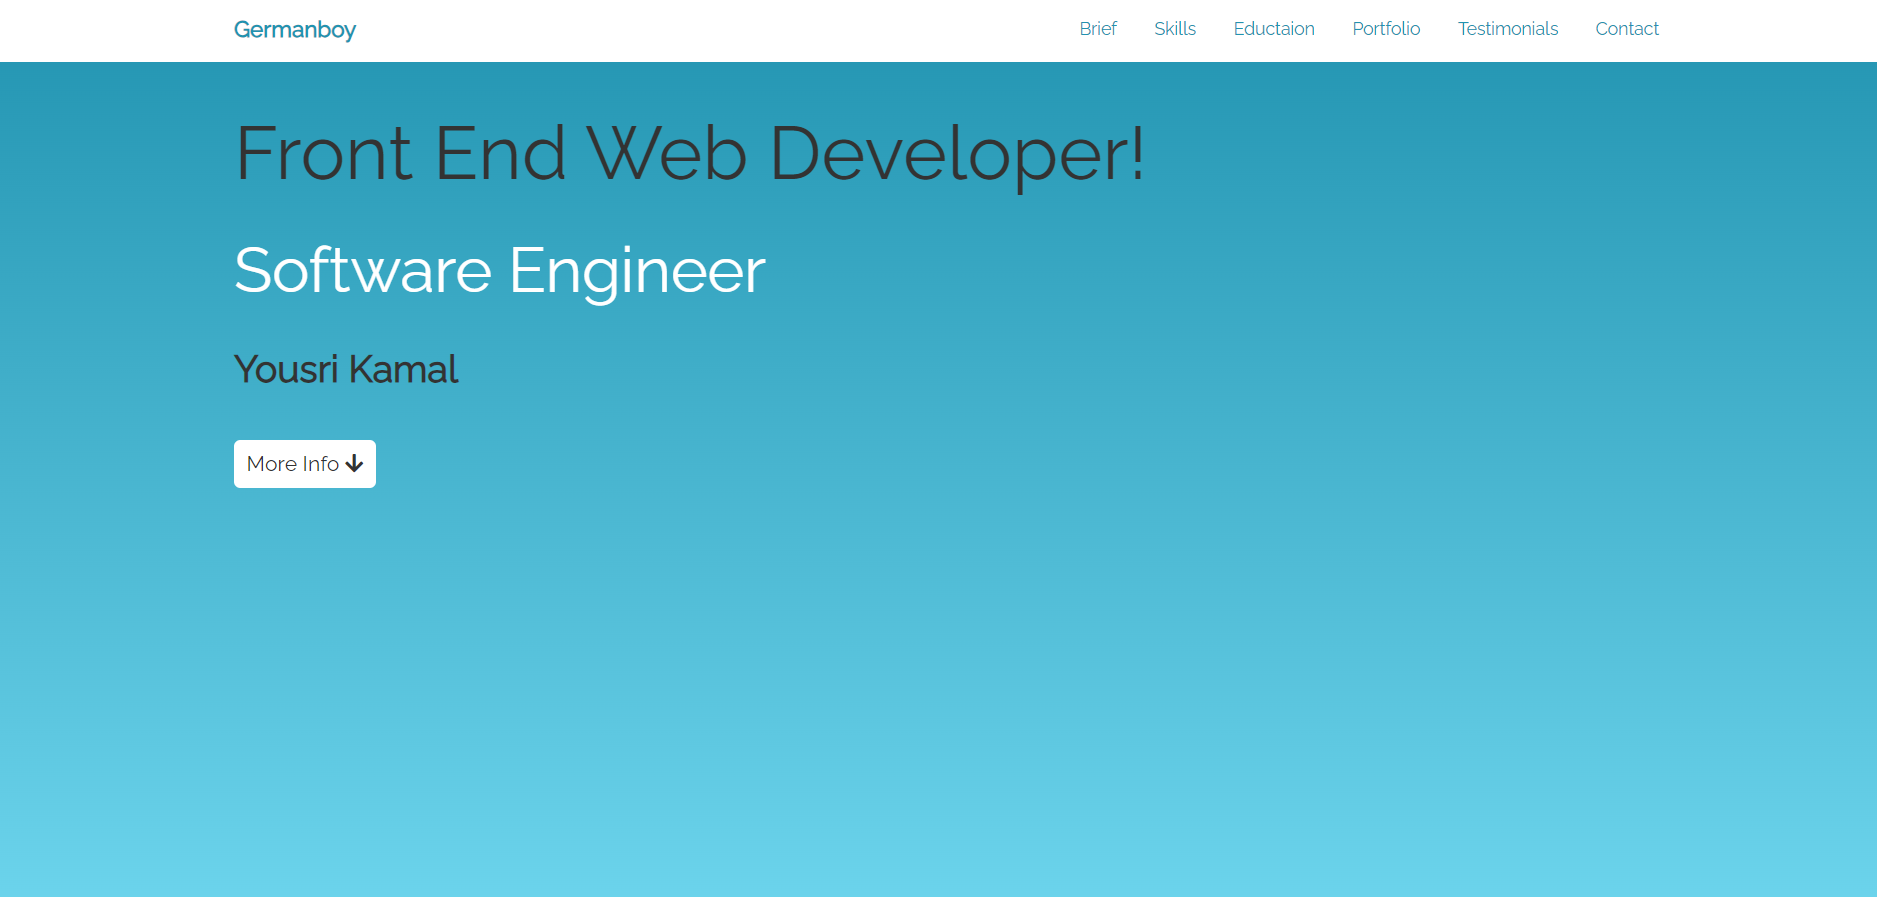 Germanboy Brief Skills Eductaion Portfolio Testimonials Contact
Front End Web Developer!
Software Engineer
Yousri Kamal
More Info